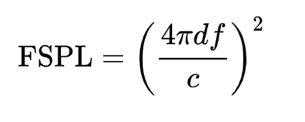 FSPL = (4πdf / c)²